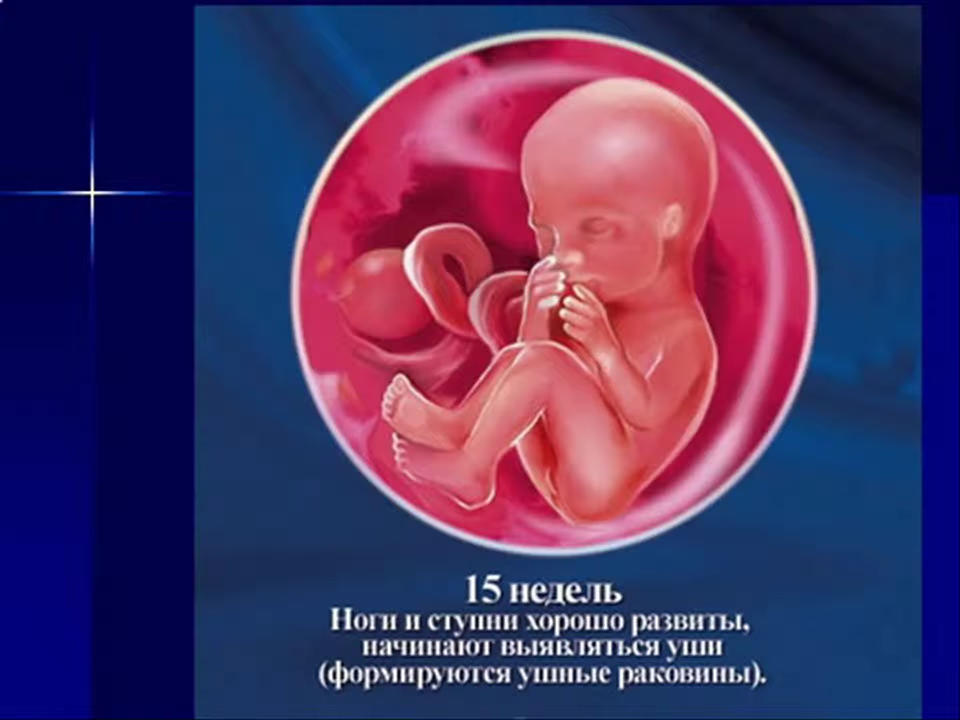 15 недель
Ноги и ступни хорошо развиты,
начинают выявляться уши
(формируются ушные раковины).